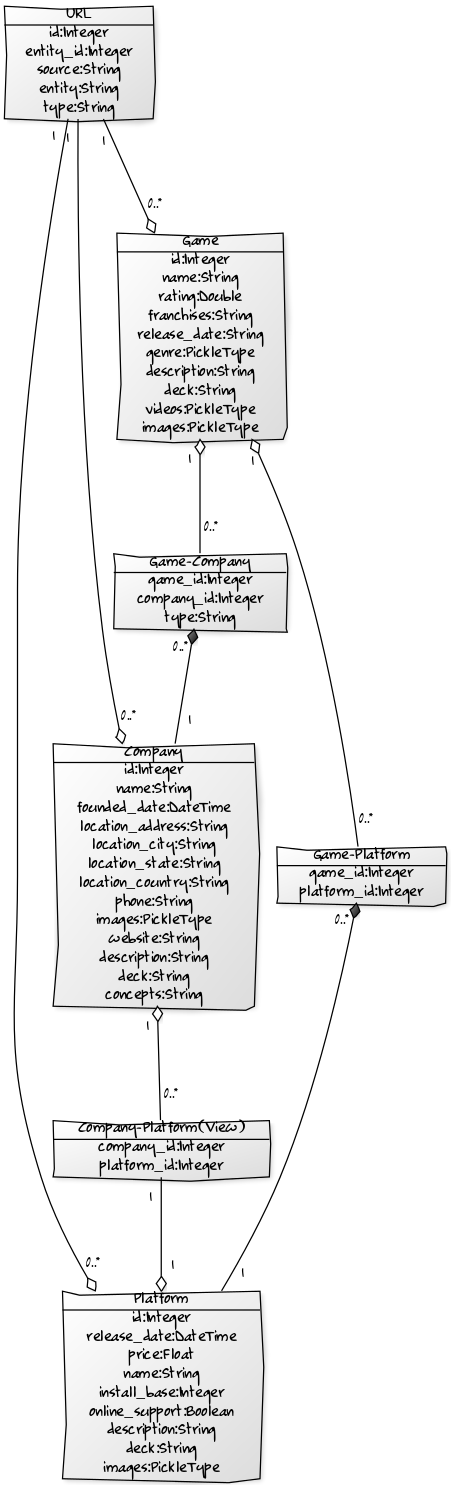 URL
id:Integer
entity_id:Integer
source:String
entity:String
type:String
1 1 1
0..*
Game
id:Integer
name:String
rating:Double
franchises:String
release_date:String
genre:PickleType
description:String
deck:String
videos:PickleType
images:PickleType
1 1
0..*
Game-Company
game_id:Integer
company_id:Integer
type:String
0..*
1
0..*
Company
id:Integer
name:String
founded_date:DateTime
location_address:String
location_city:String
location_state:String
location_country:String
phone:String
images:PickleType
website:String
description:String
deck:String
concepts:String
0..*
Game-Platform
game_id:Integer
platform_id:Integer
0..*
1
0..*
Company-Platform(View)
company_id:Integer
platform_id:Integer
1
0..* 1 1
Platform
id:Integer
release_date:DateTime
price:Float
name:String
install_base:Integer
online_support:Boolean
description:String
deck:String
images:PickleType